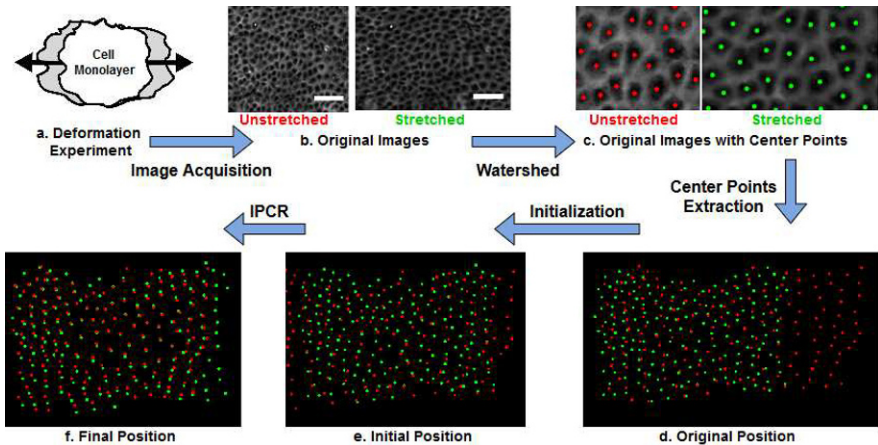 Cell
Monolayer
Unstretched
Stretched
Unstretched
Stretched
a. Deformation
Experiment
b. Original Images
c. Original Images with Center Points
Image Acquisition
Watershed
Center Points
Extraction
IPCR
Initialization
f. Final Position
e. Initial Position
d. Original Position